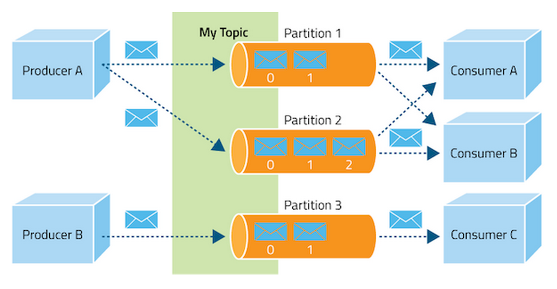 My Topic
Partition 1
Producer A
0 1
Consumer A
Partition 2
0 1 2
Consumer B
Partition 3
Producer B
0 1
Consumer C